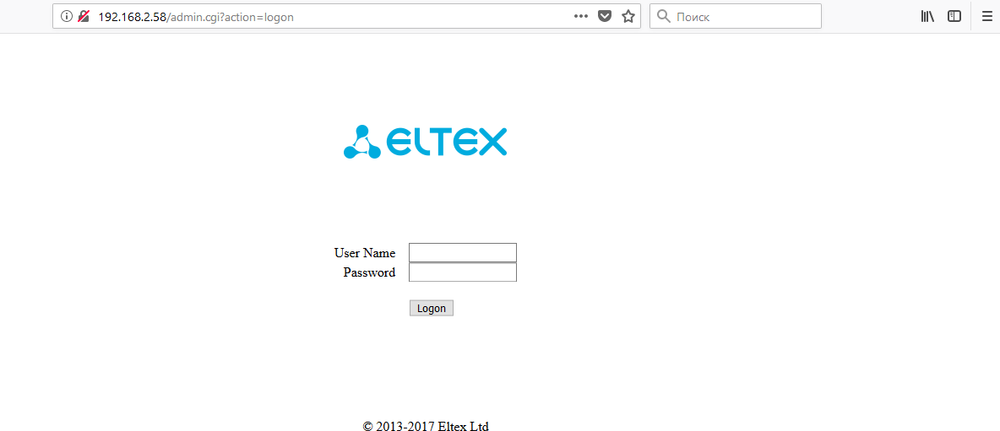 192.168.2.58/admin.cgi?action=logon
Поиск
ELTEX
User Name
Password
Logon
© 2013-2017 Eltex Ltd